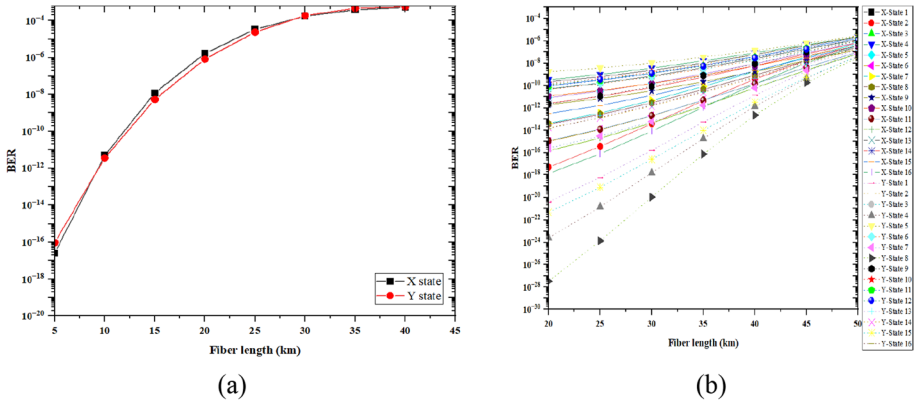 10^-4
10^-6
10^-8
10^-10
10^-12
10^-14
10^-16
10^-18
10^-20
BER
5 10 15 20 25 30 35 40 45
Fiber length (km)
X state
Y state
(a)
10^-4
10^-6
10^-8
10^-10
10^-12
10^-14
10^-16
10^-18
10^-20
10^-22
10^-24
10^-26
10^-28
10^-30
BER
20 25 30 35 40 45 50
Fiber length (km)
X-State 1
X-State 2
X-State 3
X-State 4
X-State 5
X-State 6
X-State 7
X-State 8
X-State 9
X-State 10
X-State 11
X-State 12
X-State 13
X-State 14
X-State 15
X-State 16
Y-State 1
Y-State 2
Y-State 3
Y-State 4
Y-State 5
Y-State 6
Y-State 7
Y-State 8
Y-State 9
Y-State 10
Y-State 11
Y-State 12
Y-State 13
Y-State 14
Y-State 15
Y-State 16
(b)